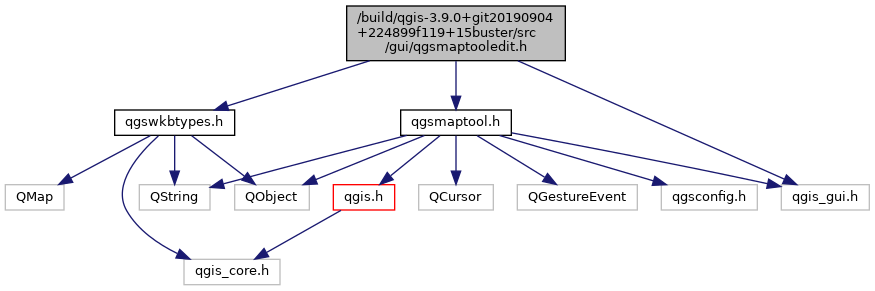 /build/qgis-3.9.0+git20190904
+224899f119+15buster/src
/gui/qgsmaptooledit.h
qgswkbtypes.h
qgsmaptool.h
QMap
QString
QObject
qgis.h
QCursor
QGestureEvent
qgsconfig.h
qgis_gui.h
qgis_core.h